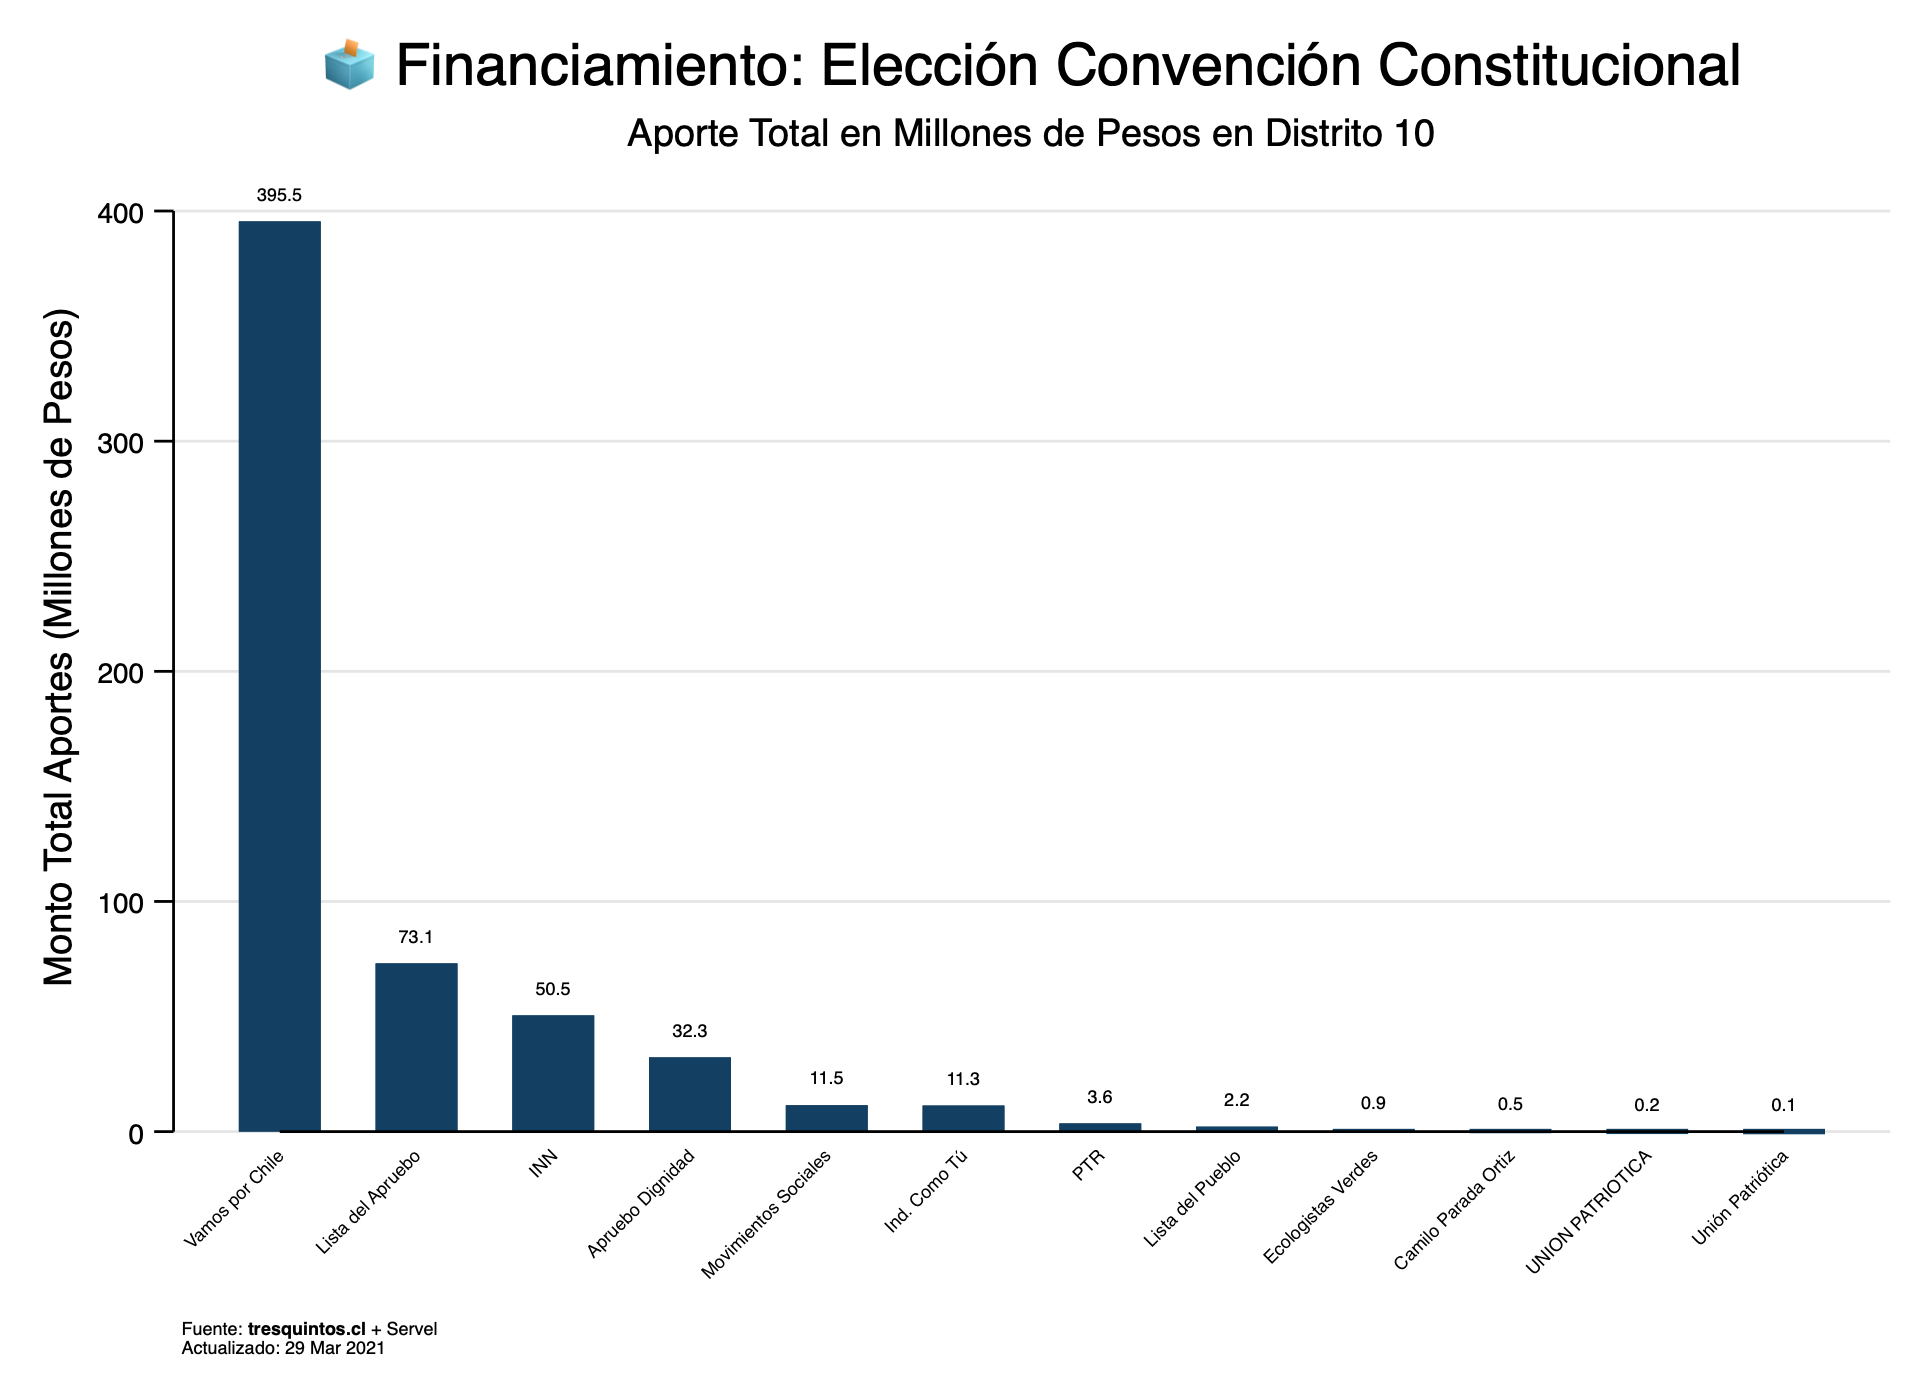 Financiamiento: Elección Convención Constitucional
Aporte Total en Millones de Pesos en Distrito 10
Monto Total Aportes (Millones de Pesos)
400
300
200
100
0
395.5
73.1
50.5
32.3
11.5
11.3
3.6
2.2
0.9
0.5
0.2
0.1
Vamos por Chile
Lista del Apruebo
INN
Apruebo Dignidad
Movimientos Sociales
Ind. Como Tú
PTR
Lista del Pueblo
Ecologistas Verdes
Camilo Parada Ortiz
UNION PATRIOTICA
Unión Patriótica
Fuente: tresquintos.cl + Servel
Actualizado: 29 Mar 2021